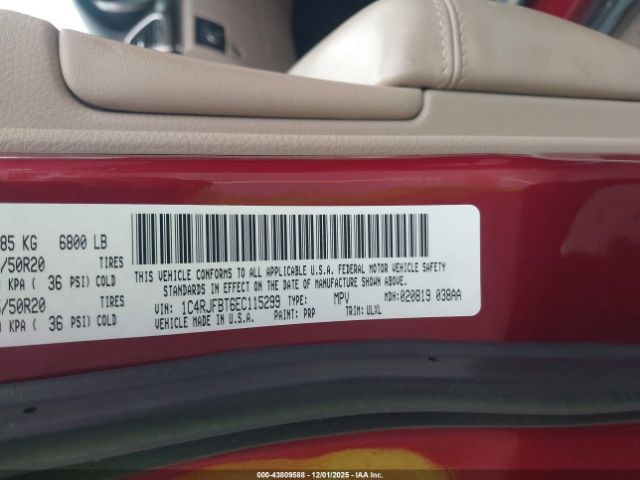 85 KG 6800 LB
/50R20 TIRES
KPA ( 36 PSI) COLD
/50R20 TIRES
KPA ( 36 PSI) COLD
THIS VEHICLE CONFORMS TO ALL APPLICABLE U.S.A. FEDERAL MOTOR VEHICLE SAFETY
STANDARDS IN EFFECT ON THE DATE OF MANUFACTURE SHOWN ABOVE.
VIN: 1C4RJFBT6EC115299 TYPE: MPV MDH:020819 038AA
VEHICLE MADE IN U.S.A. PAINT: PRP TRIM: ULXL
000-43809588 - 12/01/2025 - IAAI.COM